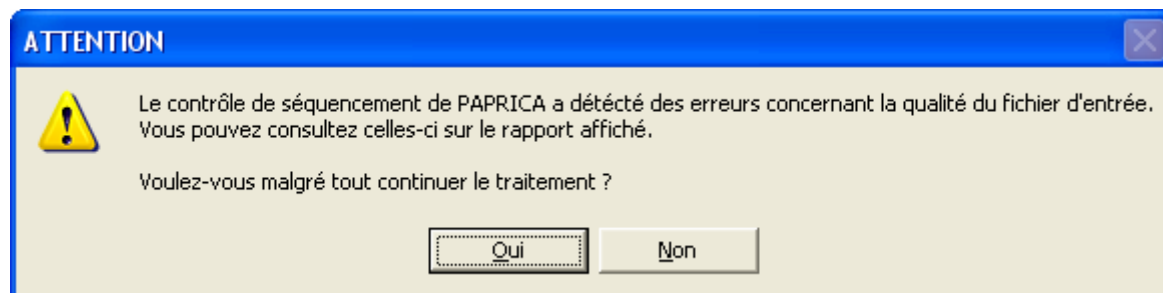 ATTENTION
Le contrôle de séquencement de PAPRICA a détécté des erreurs concernant la qualité du fichier d'entrée.
Vous pouvez consultez celles-ci sur le rapport affiché.
Voulez-vous malgré tout continuer le traitement ?
Oui
Non